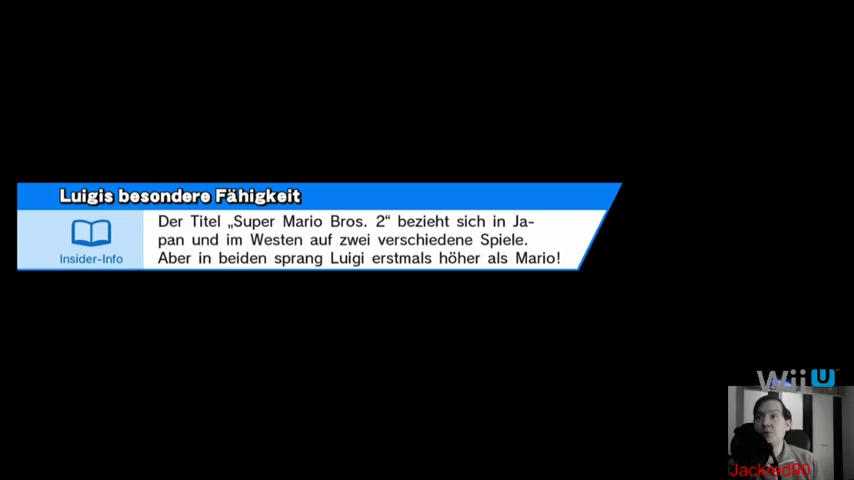 Luigis besondere Fähigkeit
Der Titel „Super Mario Bros. 2“ bezieht sich in Ja-
pan und im Westen auf zwei verschiedene Spiele.
Insider-Info
Aber in beiden sprang Luigi erstmals höher als Mario!
Wii U
Jackred90